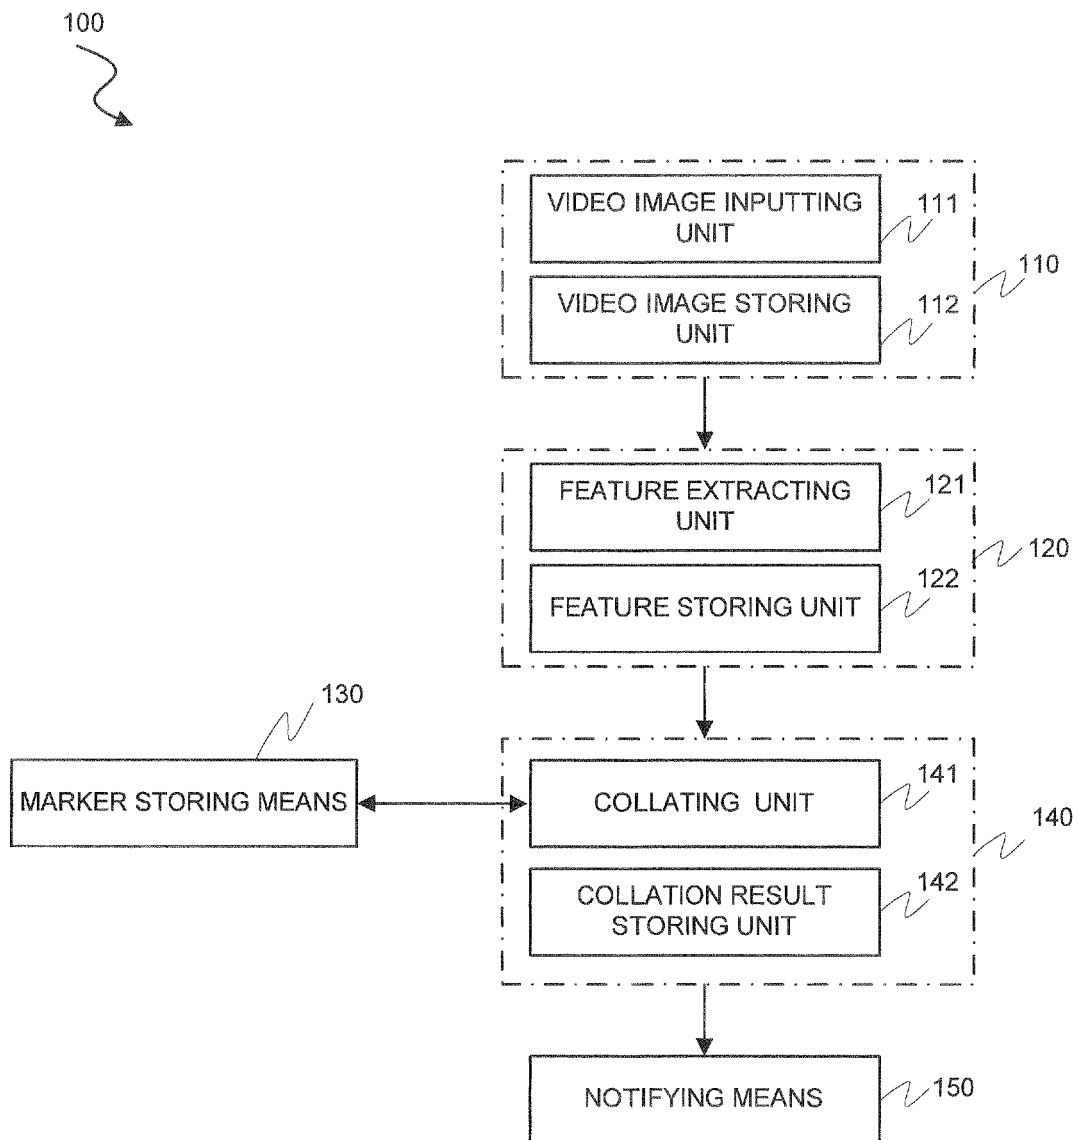 100
VIDEO IMAGE INPUTTING
UNIT
111
110
VIDEO IMAGE STORING
UNIT
112
FEATURE EXTRACTING
UNIT
121
120
FEATURE STORING UNIT
122
130
MARKER STORING MEANS
COLLATING UNIT
141
140
COLLATION RESULT
STORING UNIT
142
NOTIFYING MEANS
150